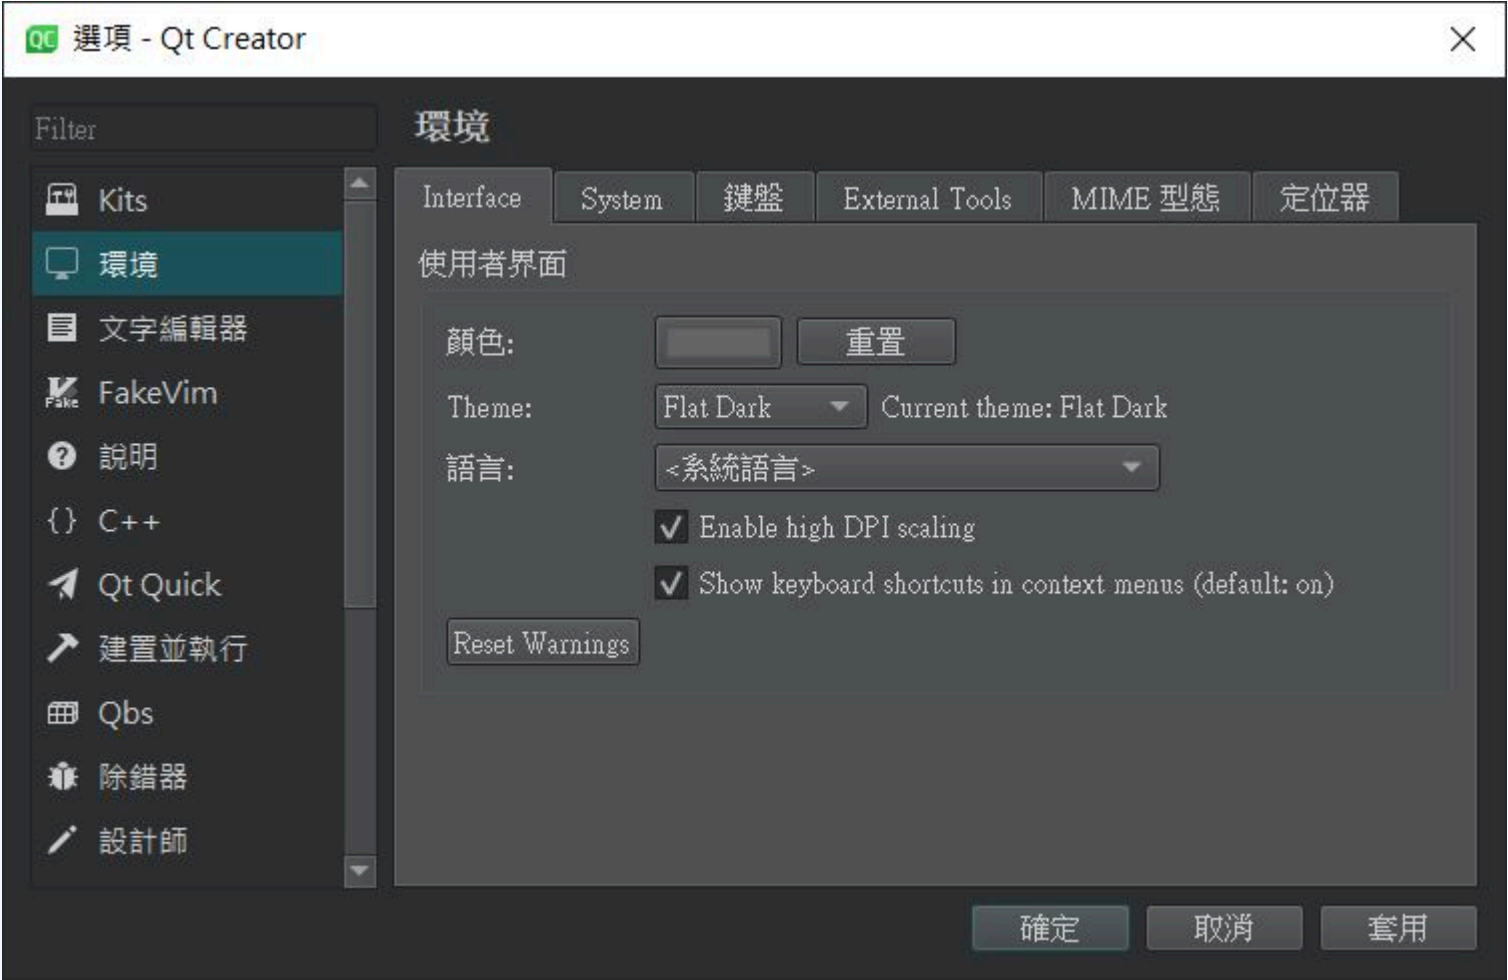 QC 選項 - Qt Creator
Filter
Kits
環境
文字編輯器
Fake
FakeVim
說明
{} C++
Qt Quick
建置並執行
Qbs
除錯器
設計師
環境
Interface System 鍵盤 External Tools MIME 型態 定位器
使用者界面
顏色: 重置
Theme: Flat Dark Current theme: Flat Dark
語言: <系統語言>
Enable high DPI scaling
Show keyboard shortcuts in context menus (default: on)
Reset Warnings
確定 取消 套用